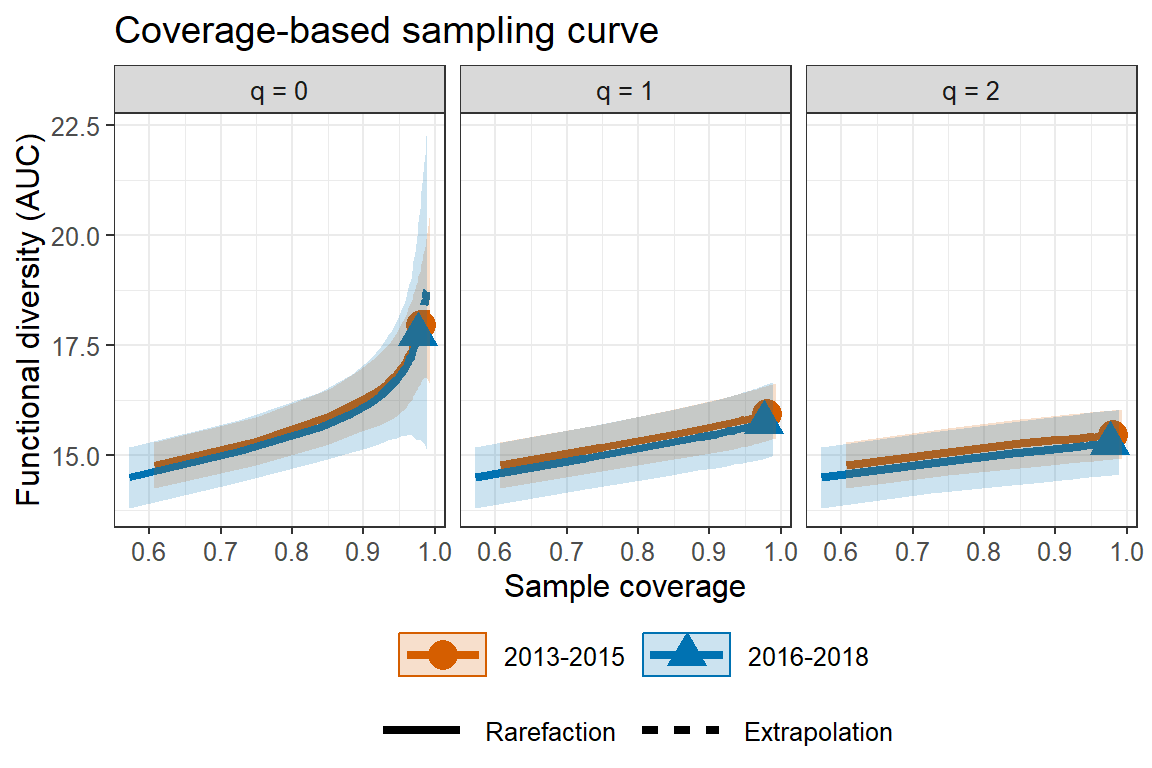 Coverage-based sampling curve
q = 0 q = 1 q = 2
Functional diversity (AUC)
22.5
20.0
17.5
15.0
0.6 0.7 0.8 0.9 1.0 0.6 0.7 0.8 0.9 1.0 0.6 0.7 0.8 0.9 1.0
Sample coverage
2013-2015 2016-2018
Rarefaction Extrapolation